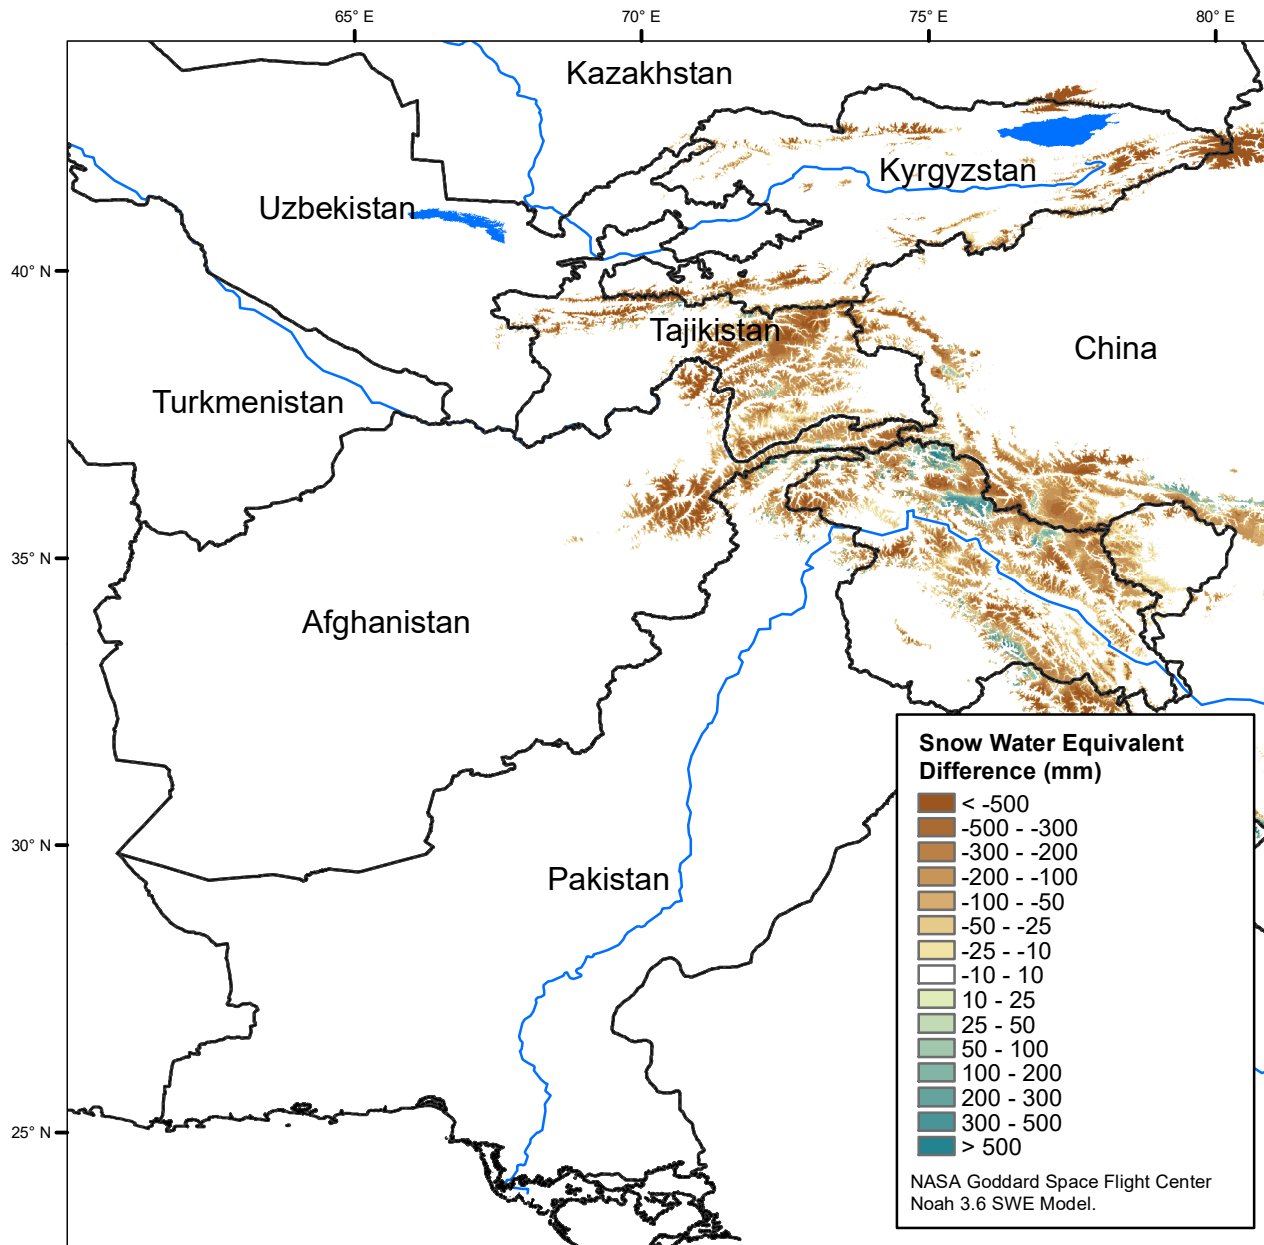 65° E
70° E
75° E
80° E
Kazakhstan
Kyrgyzstan
Uzbekistan
40° N
Tajikistan
China
Turkmenistan
35° N
Afghanistan
30° N
Pakistan
25° N
Snow Water Equivalent
Difference (mm)
< -500
-500 - -300
-300 - -200
-200 - -100
-100 - -50
-50 - -25
-25 - -10
-10 - 10
10 - 25
25 - 50
50 - 100
100 - 200
200 - 300
300 - 500
> 500
NASA Goddard Space Flight Center
Noah 3.6 SWE Model.